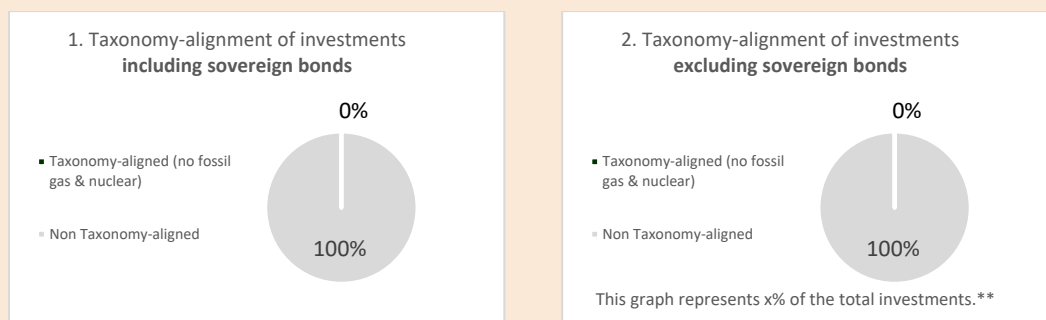 1. Taxonomy-alignment of investments
including sovereign bonds
0%
Taxonomy-aligned (no fossil
gas & nuclear)
Non Taxonomy-aligned
100%
2. Taxonomy-alignment of investments
excluding sovereign bonds
0%
Taxonomy-aligned (no fossil
gas & nuclear)
Non Taxonomy-aligned
100%
This graph represents x% of the total investments.**